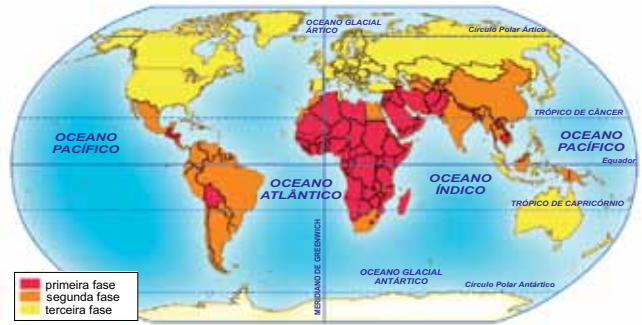 OCEANO GLACIAL
ÁRTICO
Círculo Polar Ártico
TRÓPICO DE CÂNCER
OCEANO
PACÍFICO
OCEANO
PACÍFICO
Equador
OCEANO
ATLÂNTICO
OCEANO
ÍNDICO
TRÓPICO DE CAPRICÓRNIO
MERIDIANO DE GREENWICH
OCEANO GLACIAL
ANTÁRTICO
Círculo Polar Antártico
primeira fase
segunda fase
terceira fase